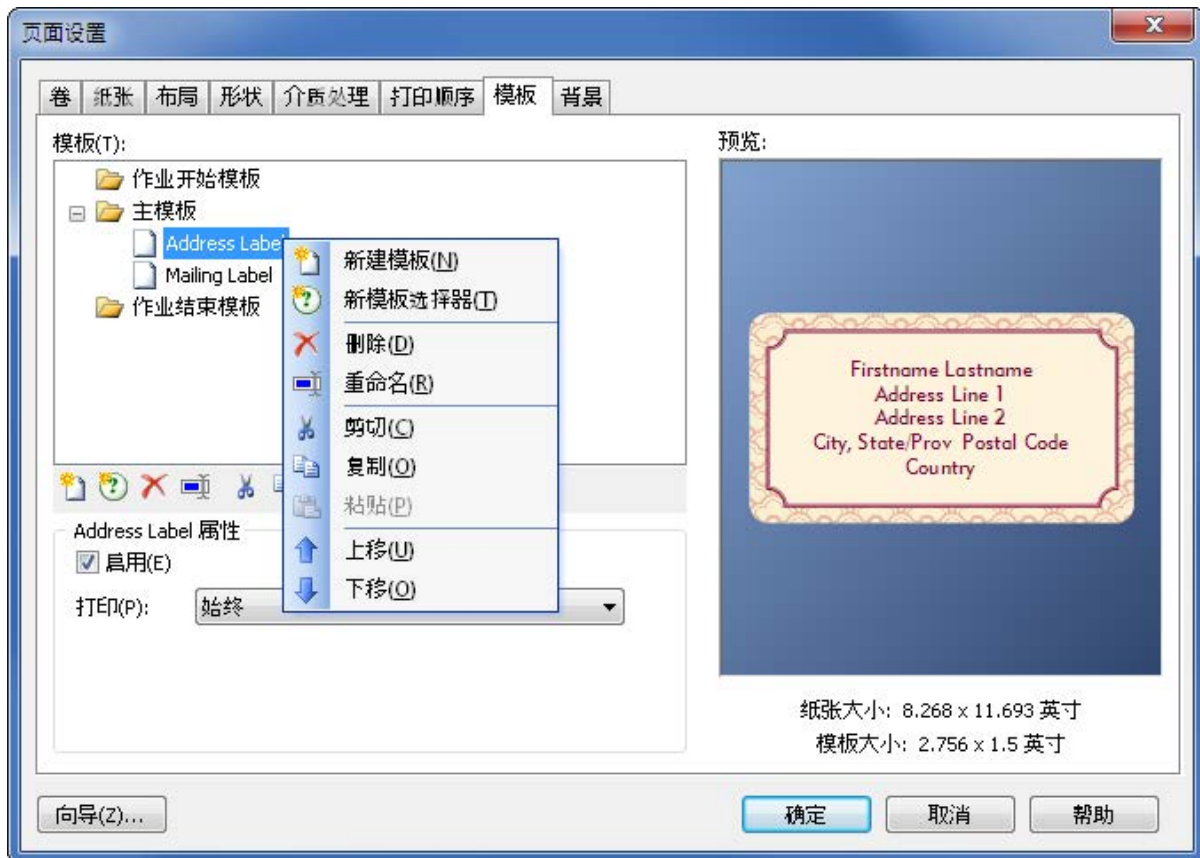 页面设置
卷 纸张 布局 形状 介质处理 打印顺序 模板 背景
模板(T):
作业开始模板
主模板
Address Label
Mailing Label
作业结束模板
新建模板(N)
新模板选择器(T)
删除(D)
重命名(R)
剪切(C)
复制(O)
粘贴(P)
上移(U)
下移(O)
Address Label 属性
启用(E)
打印(P): 始终
预览:
Firstname Lastname
Address Line 1
Address Line 2
City, State/Prov Postal Code
Country
纸张大小: 8.268 x 11.693 英寸
模板大小: 2.756 x 1.5 英寸
向导(Z)... 确定 取消 帮助